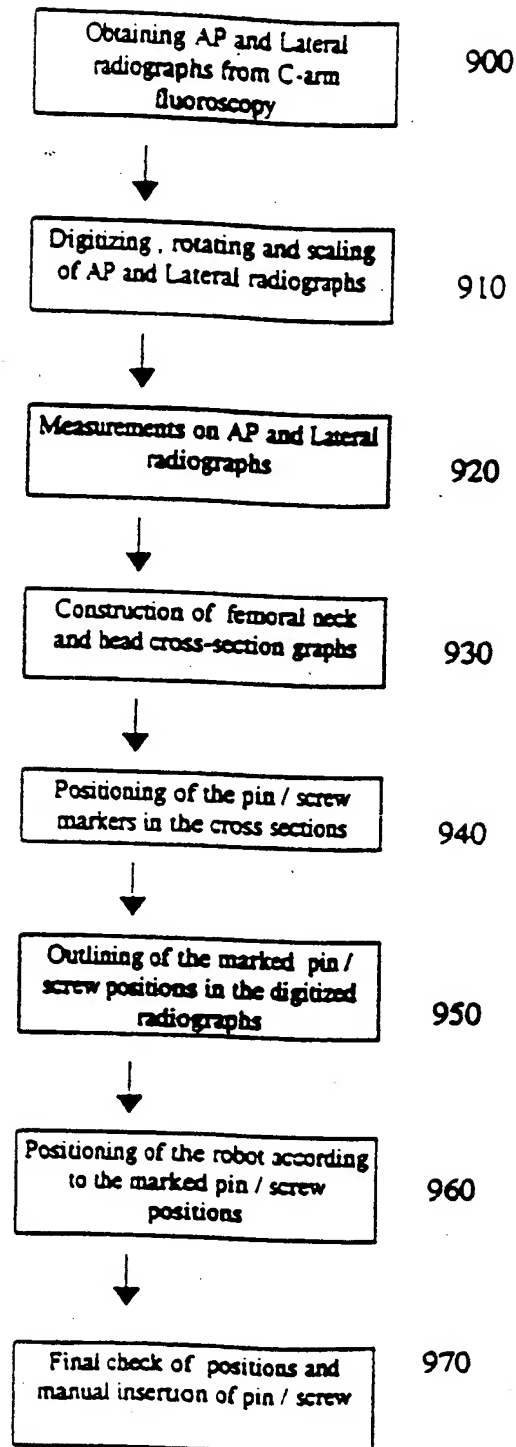 Obtaining AP and Lateral
radiographs from C-arm
fluoroscopy
900
Digitizing , rotating and scaling
of AP and Lateral radiographs
910
Measurements on AP and Lateral
radiographs
920
Construction of femoral neck
and head cross-section graphs
930
Positioning of the pin / screw
markers in the cross sections
940
Outlining of the marked pin /
screw positions in the digitized
radiographs
950
Positioning of the robot according
to the marked pin / screw
positions
960
Final check of positions and
manual insertion of pin / screw
970